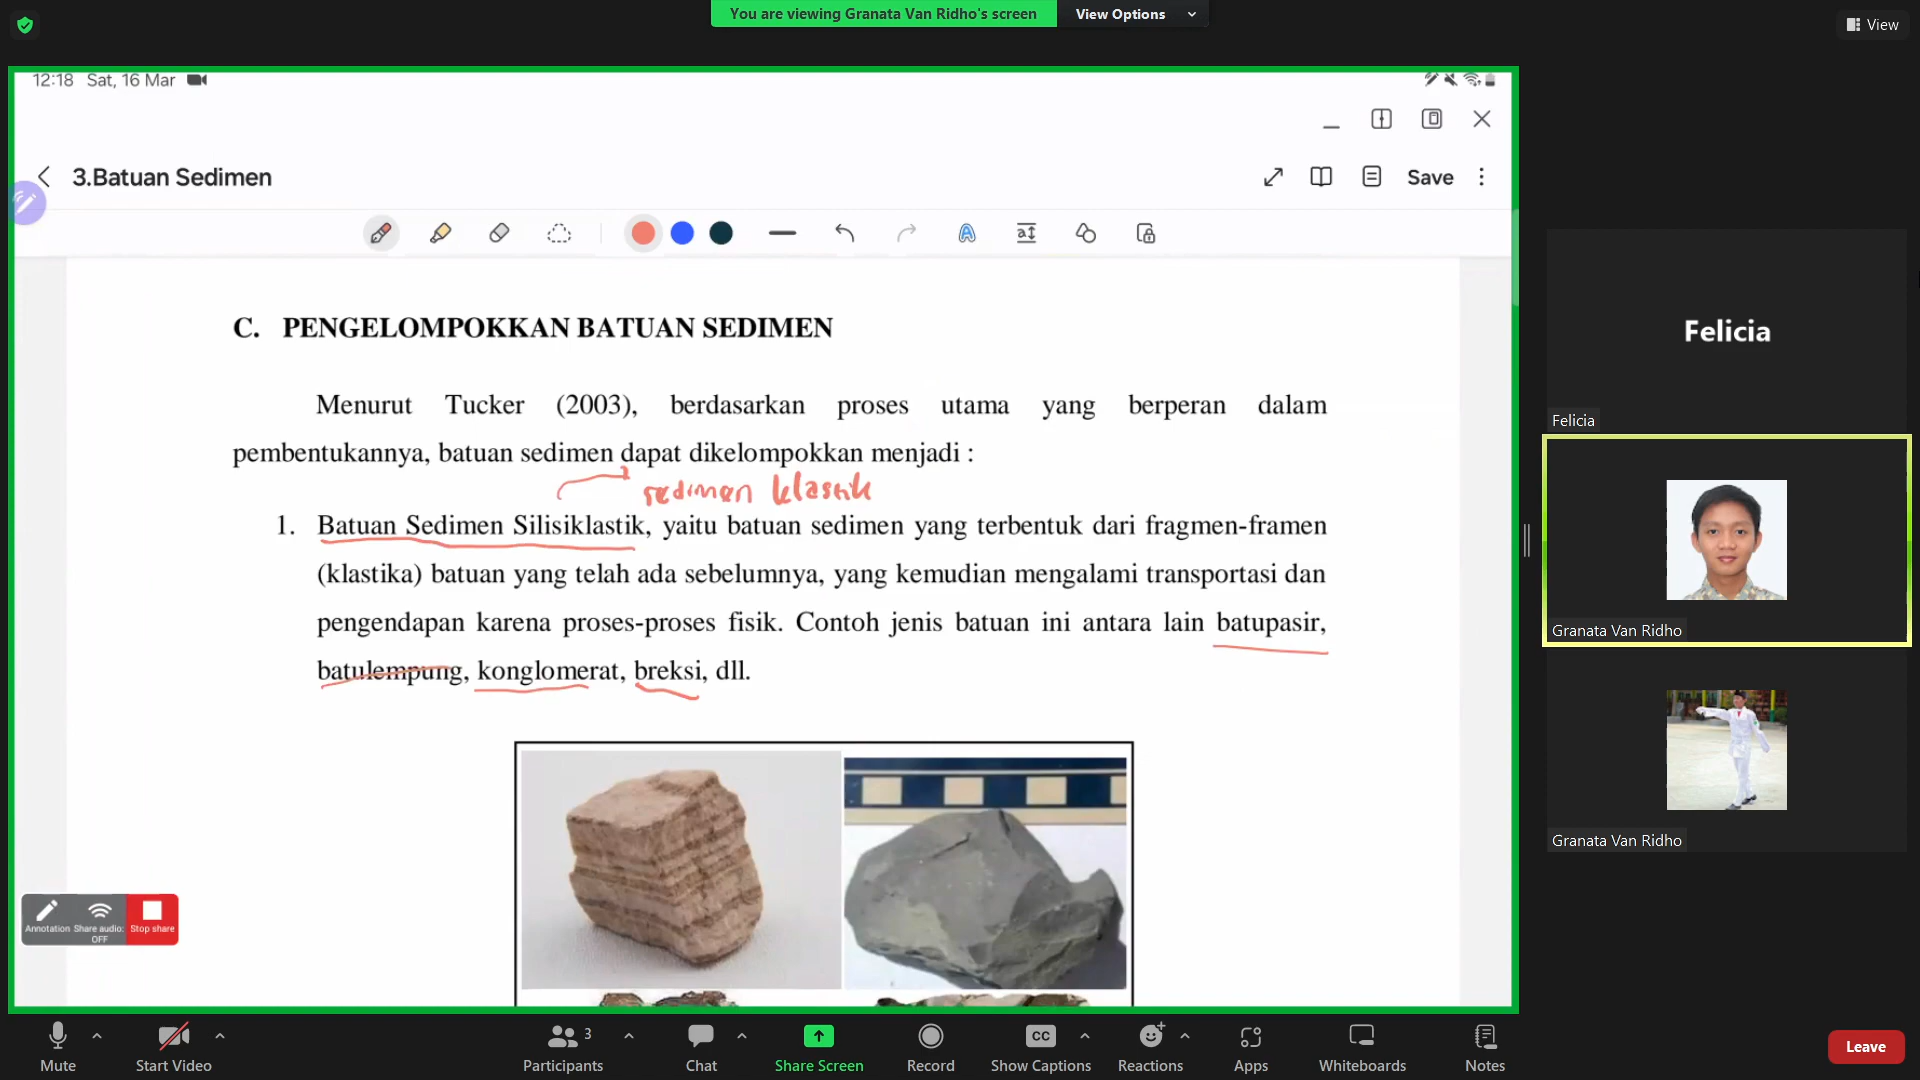 You are viewing Granata Van Ridho's screen
View Options
View
12:18 Sat, 16 Mar
3.Batuan Sedimen
Save
C. PENGELOMPOKKAN BATUAN SEDIMEN
Menurut Tucker (2003), berdasarkan proses utama yang berperan dalam
pembentukannya, batuan sedimen dapat dikelompokkan menjadi :
sedimen klastik
1. Batuan Sedimen Silisiklastik, yaitu batuan sedimen yang terbentuk dari fragmen-framen
(klastika) batuan yang telah ada sebelumnya, yang kemudian mengalami transportasi dan
pengendapan karena proses-proses fisik. Contoh jenis batuan ini antara lain batupasir,
batulempung, konglomerat, breksi, dll.
Annotation
Share audio:
OFF
Stop share
Felicia
Felicia
Granata Van Ridho
Granata Van Ridho
Mute
Start Video
3
Participants
Chat
Share Screen
Record
CC
Show Captions
Reactions
Apps
Whiteboards
Notes
Leave